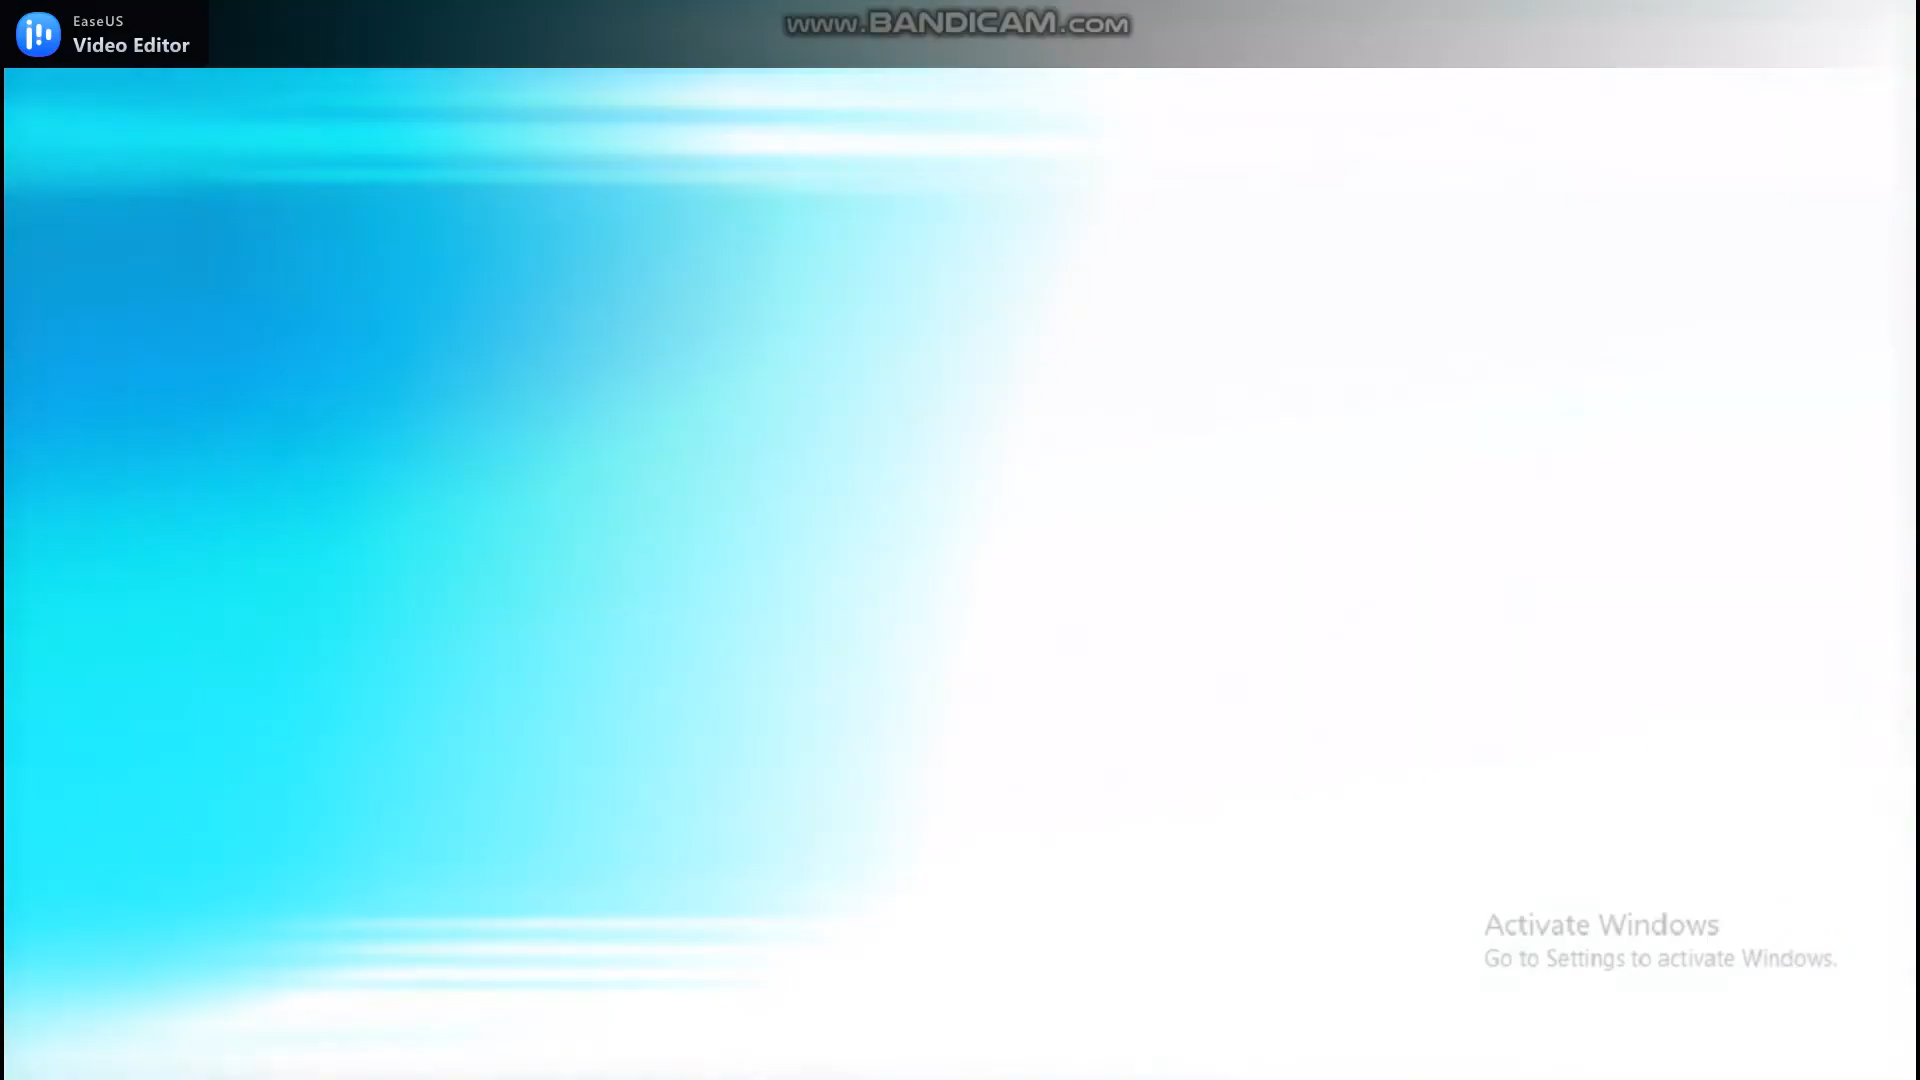 EaseUS
Video Editor
www.BANDICAM.com
Activate Windows
Go to Settings to activate Windows.